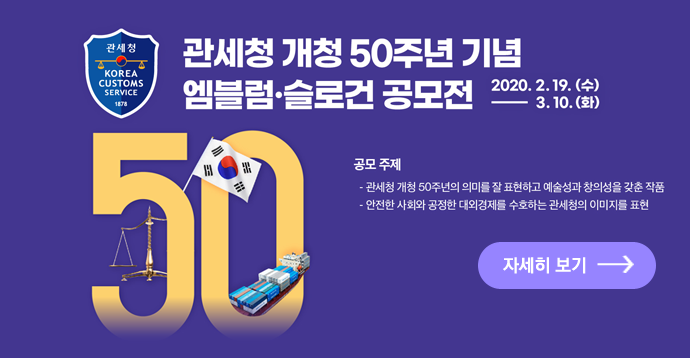 관세청
KOREA
CUSTOMS
SERVICE
1878
관세청 개청 50주년 기념
엠블럼·슬로건 공모전
2020. 2. 19. (수)
3. 10. (화)
50
공모 주제
- 관세청 개청 50주년의 의미를 잘 표현하고 예술성과 창의성을 갖춘 작품
- 안전한 사회와 공정한 대외경제를 수호하는 관세청의 이미지를 표현
자세히 보기